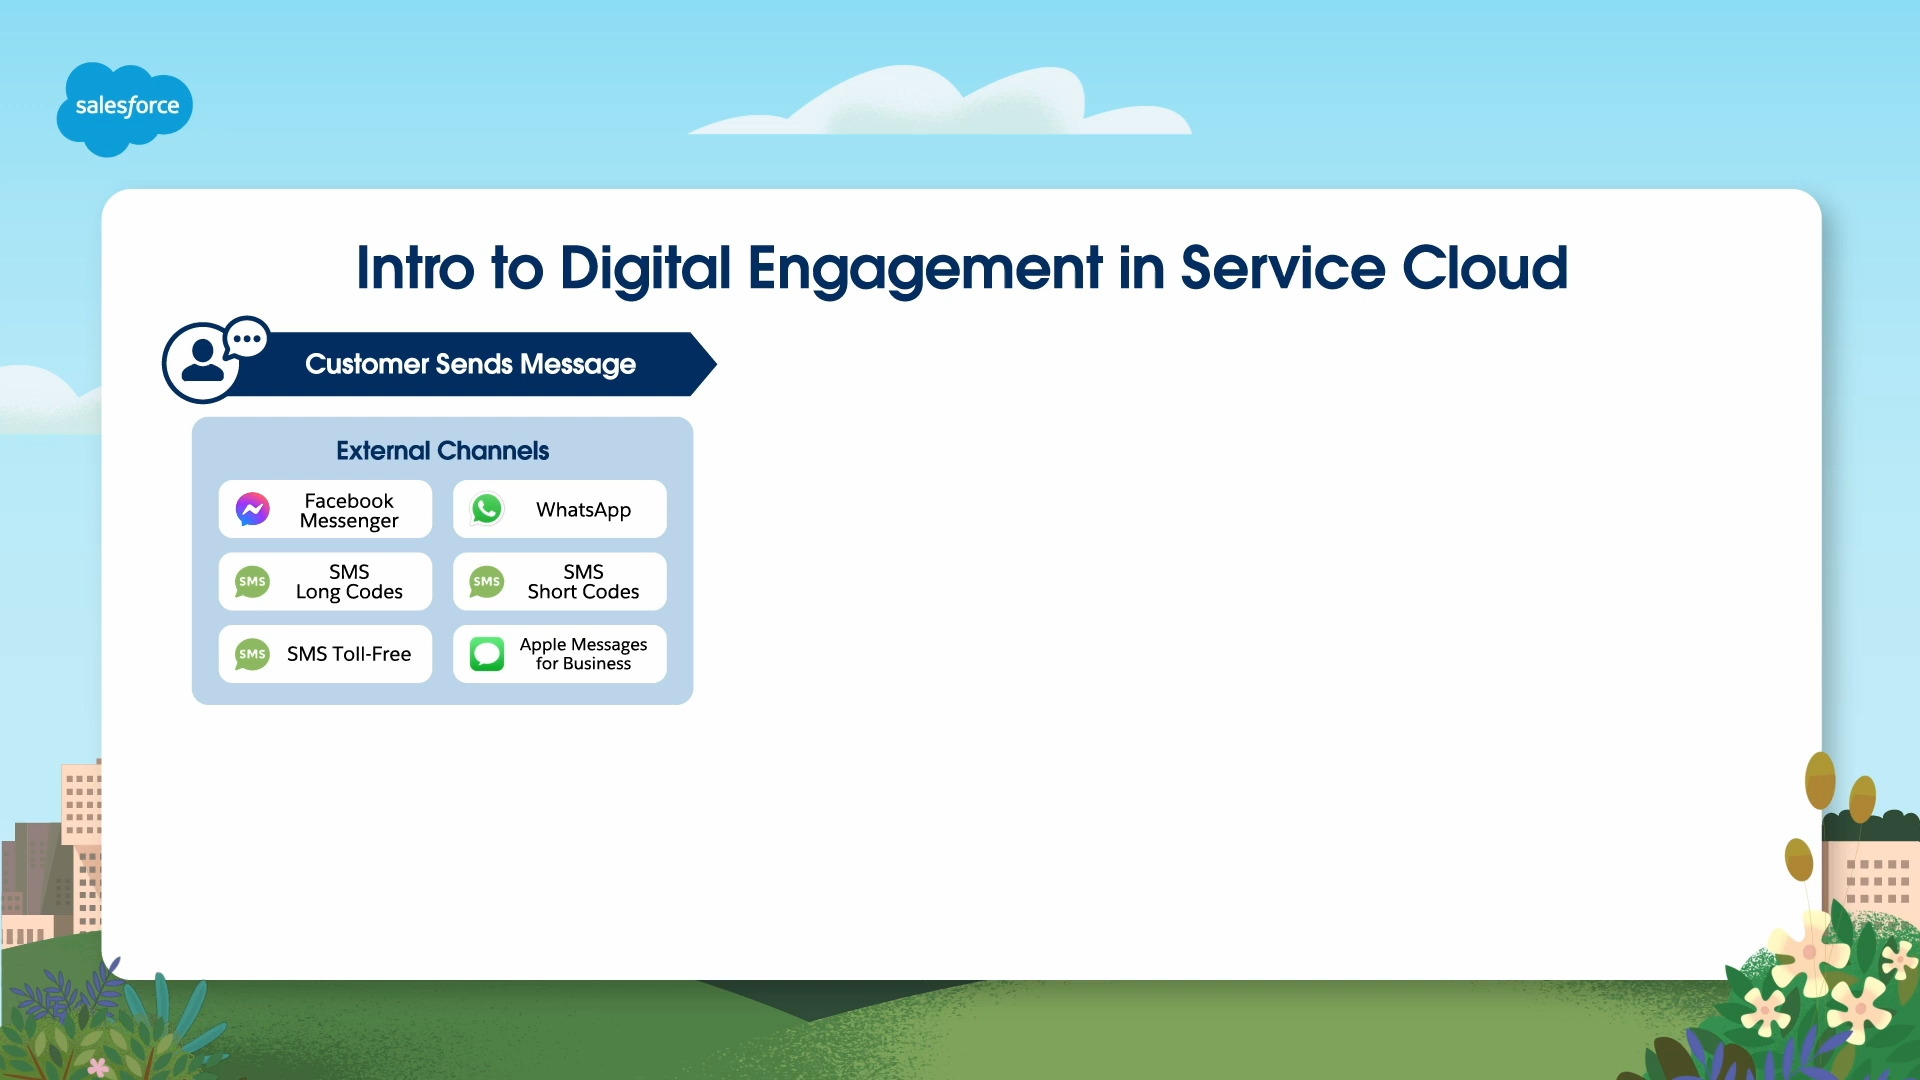 salesforce
Intro to Digital Engagement in Service Cloud
Customer Sends Message
External Channels
Facebook
Messenger
WhatsApp
SMS
SMS
Long Codes
SMS
SMS
Short Codes
SMS
SMS Toll-Free
Apple Messages
for Business